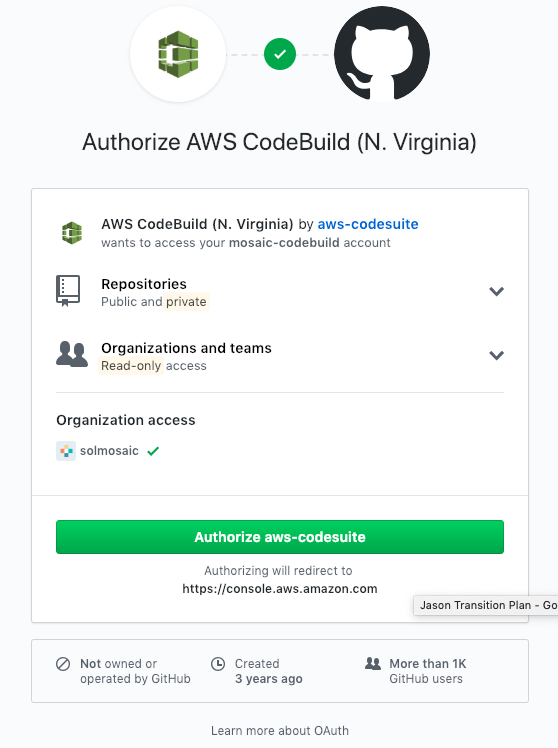 Authorize AWS CodeBuild (N. Virginia)
AWS CodeBuild (N. Virginia) by aws-codesuite
wants to access your mosaic-codebuild account
Repositories
Public and private
Organizations and teams
Read-only access
Organization access
solmosaic
Authorize aws-codesuite
Authorizing will redirect to
https://console.aws.amazon.com
Jason Transition Plan - Go
Not owned or
operated by GitHub
Created
3 years ago
More than 1K
GitHub users
Learn more about OAuth